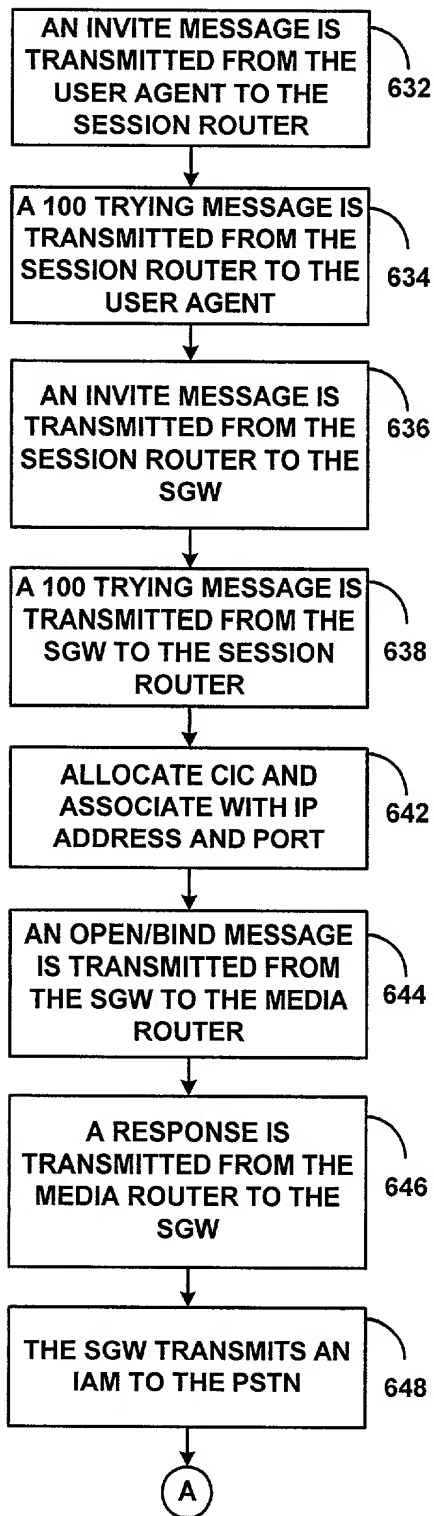 AN INVITE MESSAGE IS
TRANSMITTED FROM THE
USER AGENT TO THE
SESSION ROUTER
632
A 100 TRYING MESSAGE IS
TRANSMITTED FROM THE
SESSION ROUTER TO THE
USER AGENT
634
AN INVITE MESSAGE IS
TRANSMITTED FROM THE
SESSION ROUTER TO THE
SGW
636
A 100 TRYING MESSAGE IS
TRANSMITTED FROM THE
SGW TO THE SESSION
ROUTER
638
ALLOCATE CIC AND
ASSOCIATE WITH IP
ADDRESS AND PORT
642
AN OPEN/BIND MESSAGE
IS TRANSMITTED FROM
THE SGW TO THE MEDIA
ROUTER
644
A RESPONSE IS
TRANSMITTED FROM THE
MEDIA ROUTER TO THE
SGW
646
THE SGW TRANSMITS AN
IAM TO THE PSTN
648
A